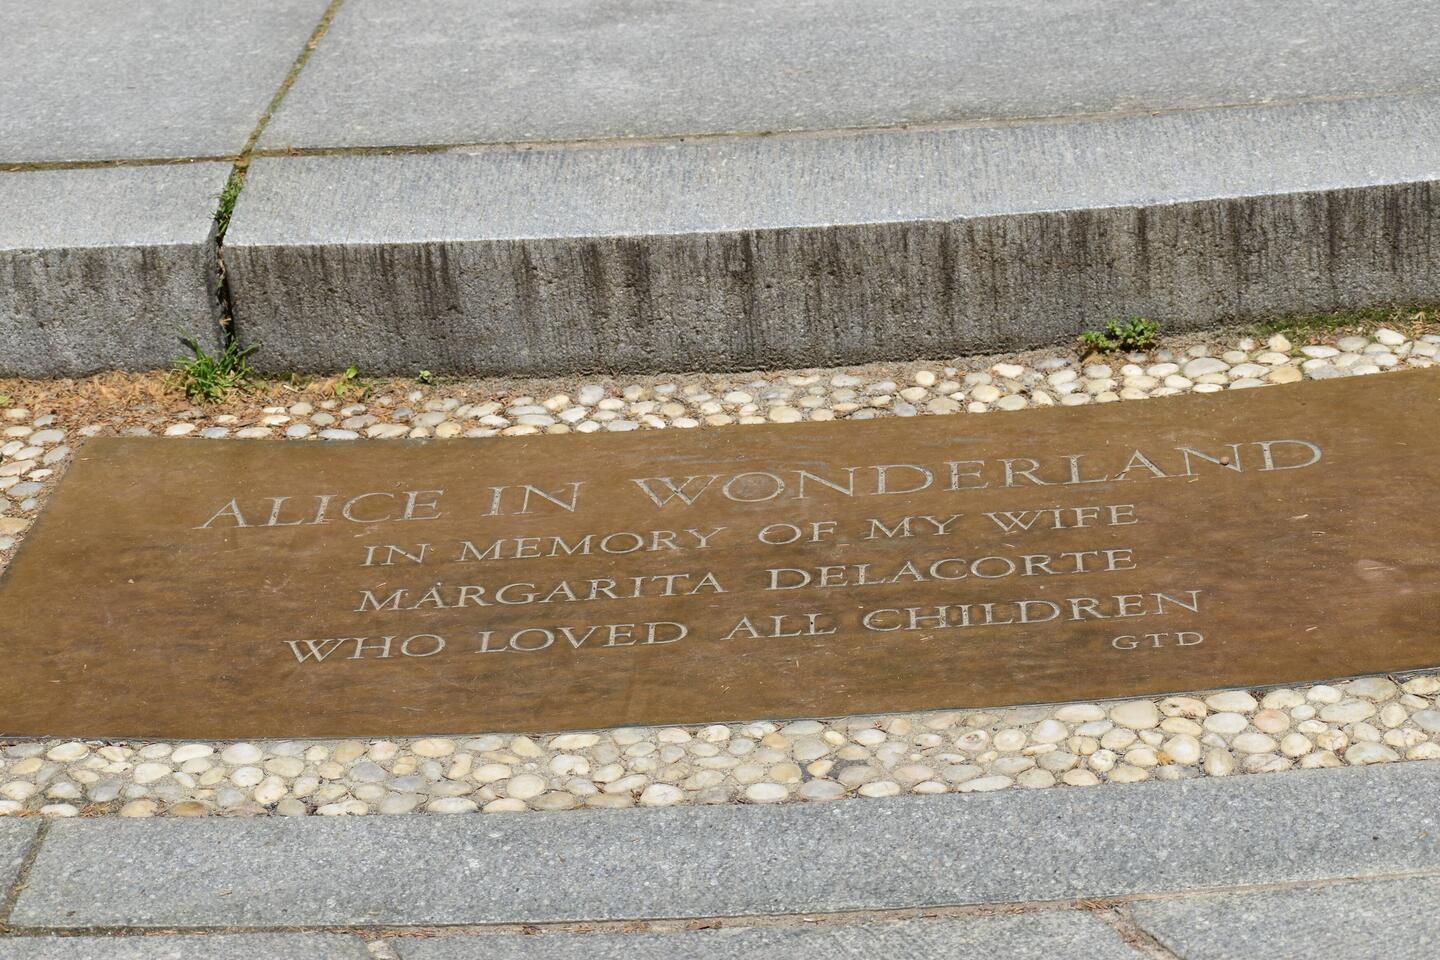 ALICE IN WONDERLAND
IN MEMORY OF MY WIFE
MARGARITA DELACORTE
WHO LOVED ALL CHILDREN
GTD